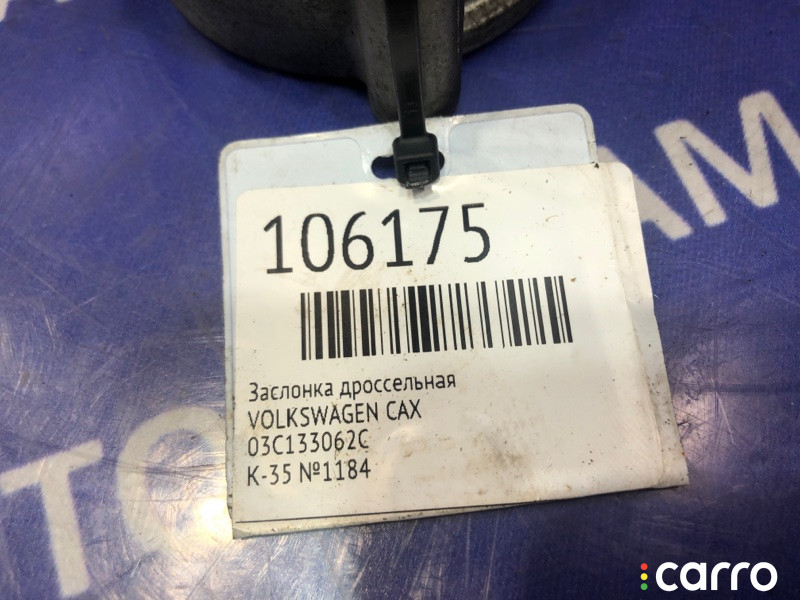 106175
Заслонка дроссельная
VOLKSWAGEN CAX
03C133062C
К-35 №1184
carro